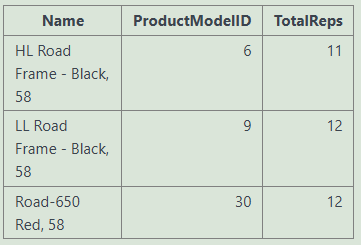 Name ProductModelID TotalReps
HL Road 6 11
Frame - Black,
58
LL Road 9 12
Frame - Black,
58
Road-650 30 12
Red, 58